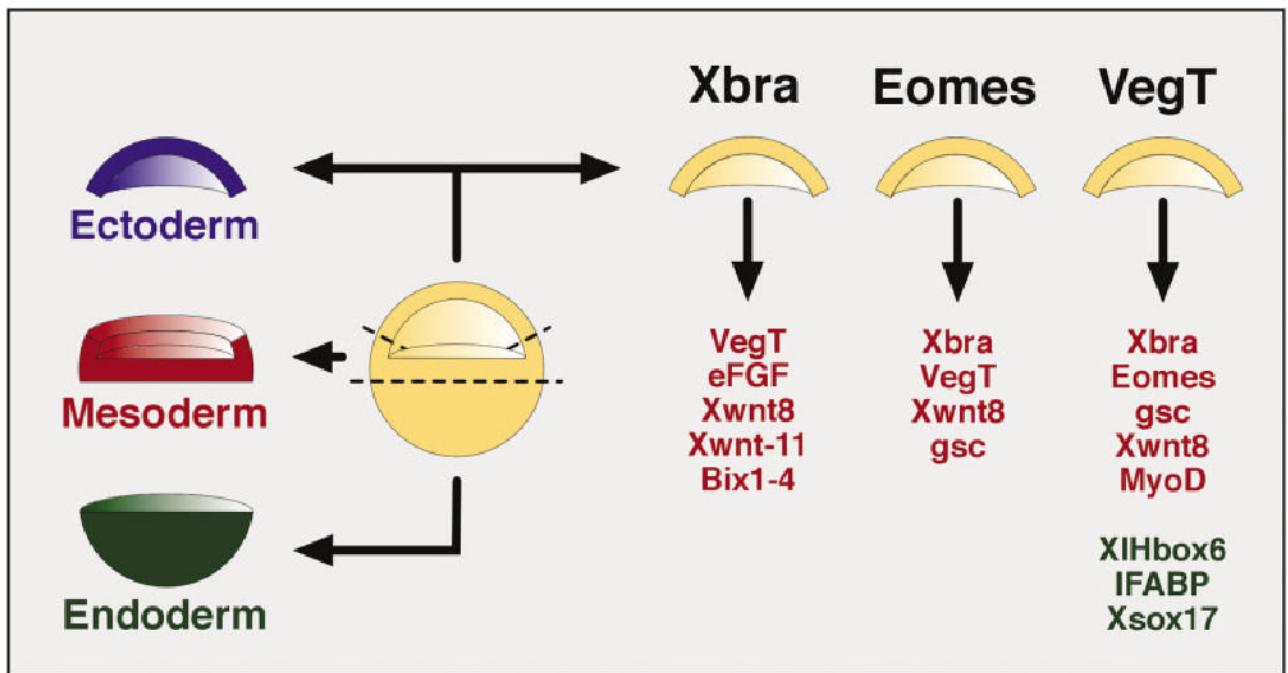 Xbra Eomes VegT
Ectoderm
Mesoderm
Endoderm
VegT
eFGF
Xwnt8
Xwnt-11
Bix1-4
Xbra
VegT
Xwnt8
gsc
Xbra
Eomes
gsc
Xwnt8
MyoD
XlHbox6
IFABP
Xsox17